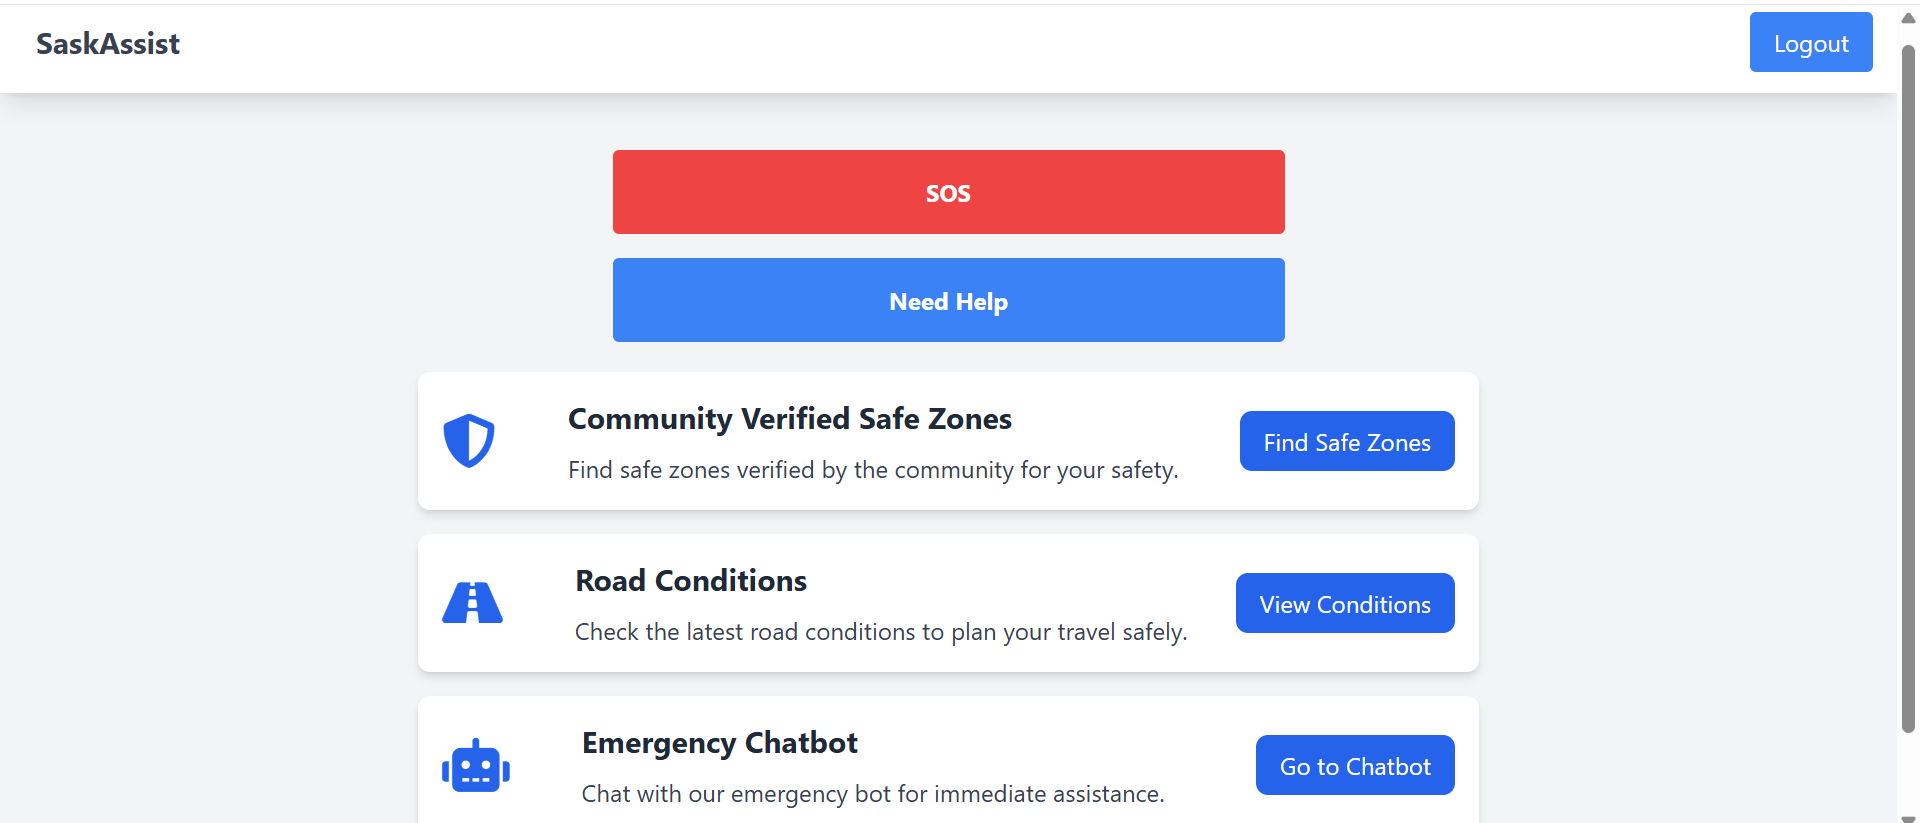 SaskAssist
Logout
SOS
Need Help
Community Verified Safe Zones
Find safe zones verified by the community for your safety.
Find Safe Zones
Road Conditions
Check the latest road conditions to plan your travel safely.
View Conditions
Emergency Chatbot
Chat with our emergency bot for immediate assistance.
Go to Chatbot